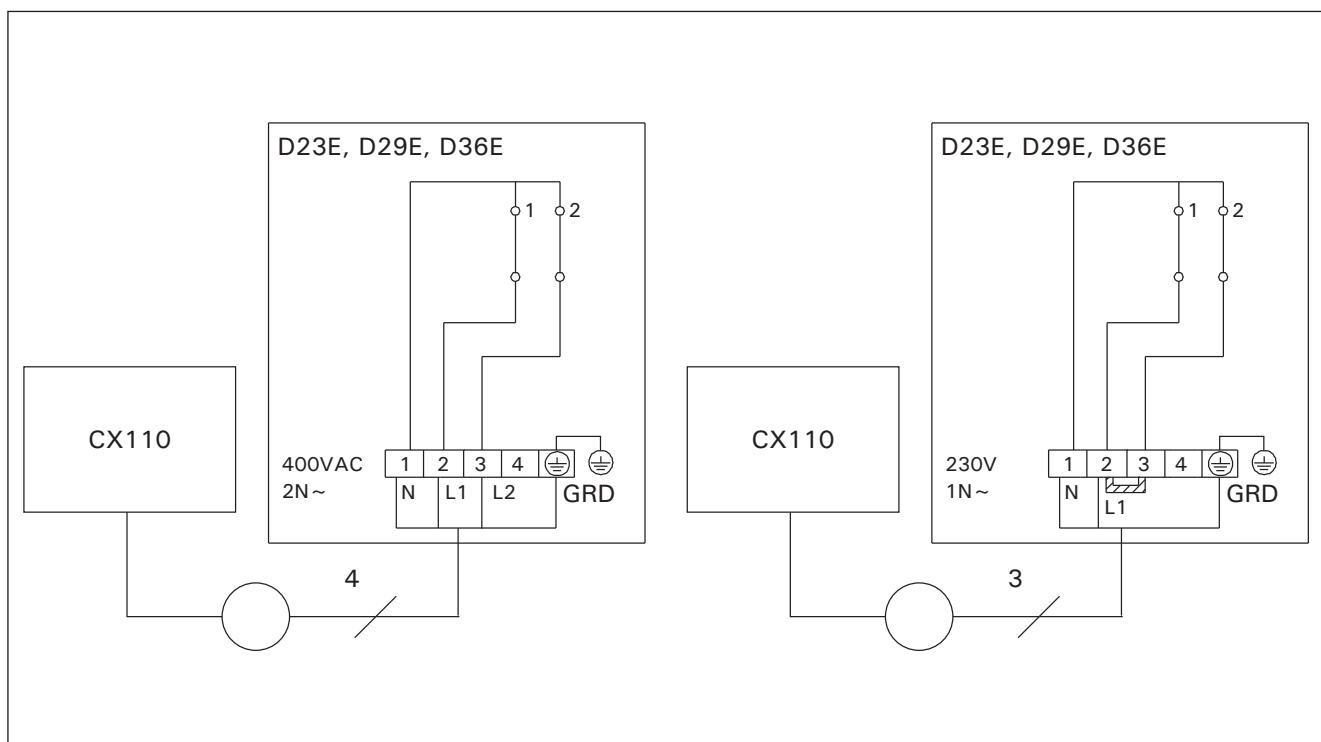 D23E, D29E, D36E
1 2
CX110
400VAC 1 2 3 4
2N~ N L1 L2 GRD
4
D23E, D29E, D36E
1 2
CX110
230V 1 2 3 4
1N~ N L1 GRD
3